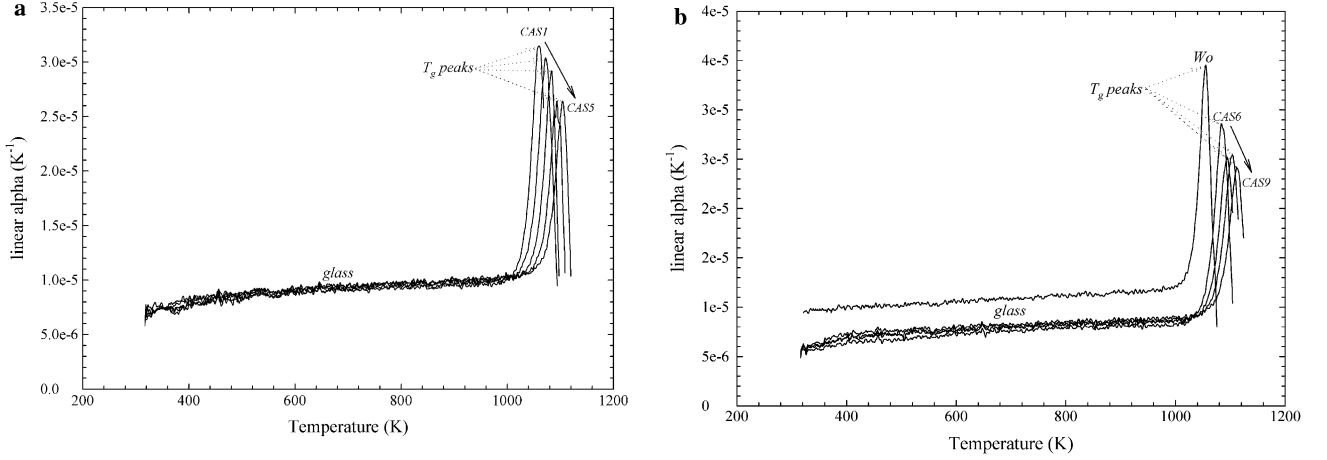 a
3.5e-5
3.0e-5
2.5e-5
2.0e-5
1.5e-5
1.0e-5
5.0e-6
0.0
linear alpha (K-1)
CAS1
Tg peaks
CAS5
glass
200 400 600 800 1000 1200
Temperature (K)
b
4e-5
4e-5
3e-5
3e-5
2e-5
2e-5
1e-5
5e-6
0
linear alpha (K-1)
Wo
Tg peaks
CAS6
CAS9
glass
200 400 600 800 1000 1200
Temperature (K)